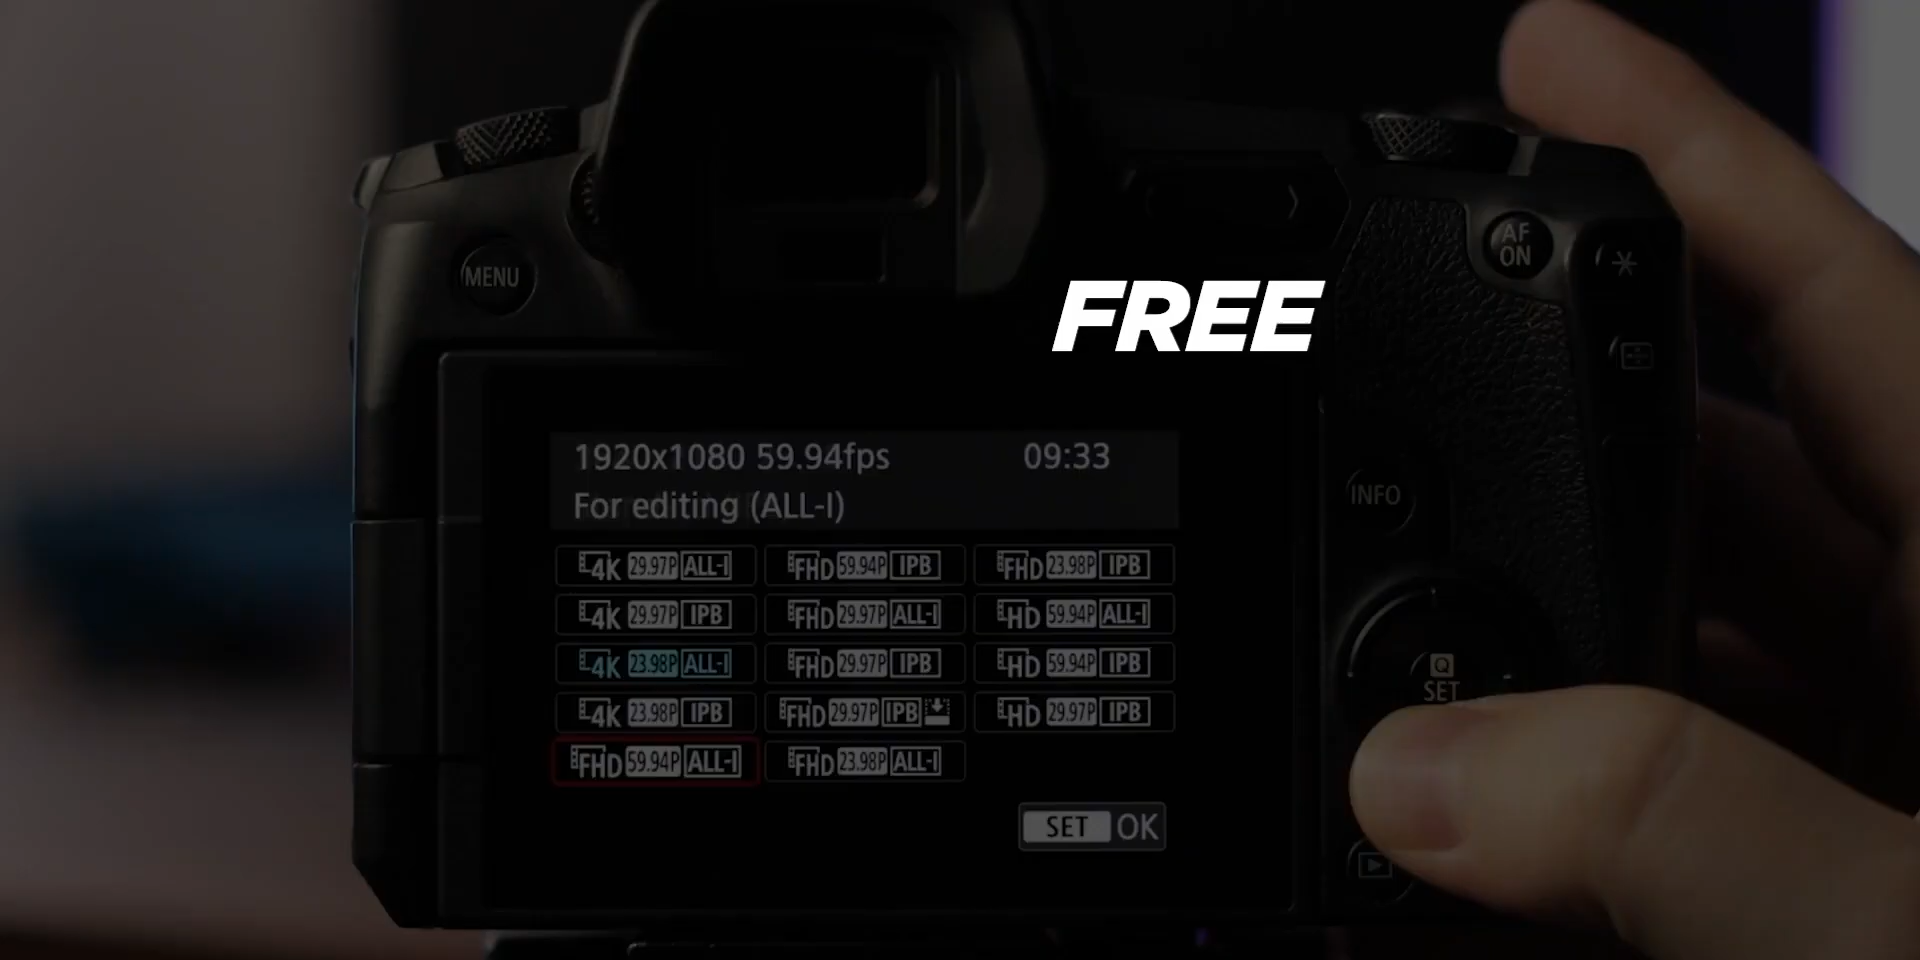 AF
ON
MENU
FREE
1920x1080 59.94fps 09:33
For editing (ALL-I)
INFO
4K 29.97P ALL-I FHD 59.94P IPB FHD 23.98P IPB
4K 29.97P IPB FHD 29.97P ALL-I HD 59.94P ALL-I
4K 23.98P ALL-I FHD 29.97P IPB HD 59.94P IPB
Q
SET
4K 23.98P IPB FHD 29.97P IPB HD 29.97P IPB
FHD 59.94P ALL-I FHD 23.98P ALL-I
SET OK